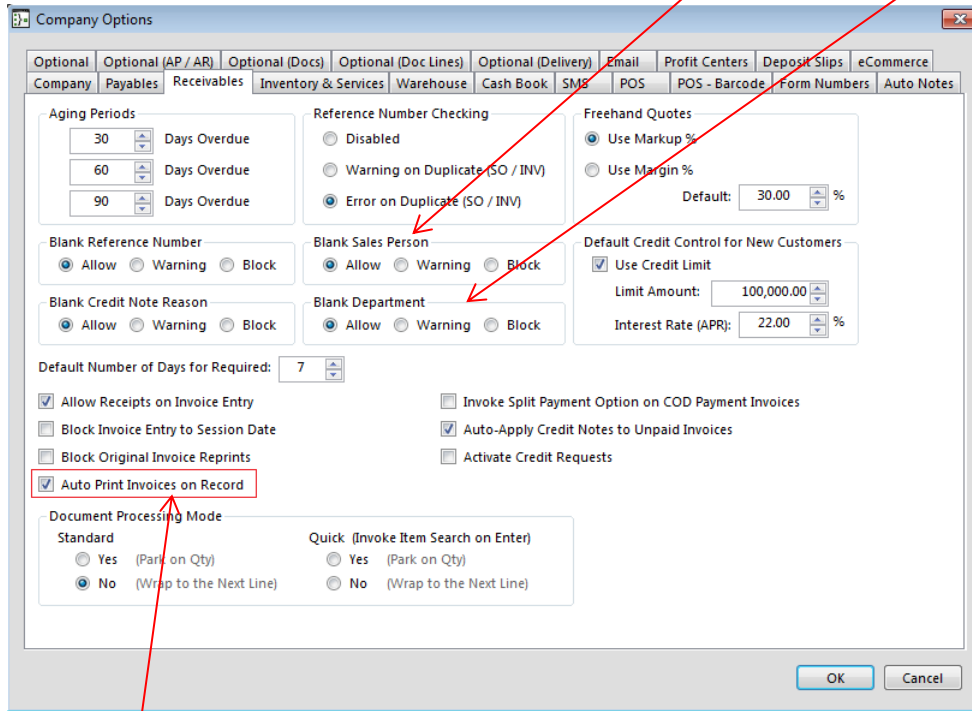 Company Options
Optional Optional (AP / AR) Optional (Docs) Optional (Doc Lines) Optional (Delivery) Email Profit Centers Deposit Slips eCommerce
Company Payables Receivables Inventory & Services Warehouse Cash Book SMS POS POS - Barcode Form Numbers Auto Notes
Aging Periods Reference Number Checking Freehand Quotes
30 Days Overdue Disabled Use Markup %
60 Days Overdue Warning on Duplicate (SO / INV) Use Margin %
90 Days Overdue Error on Duplicate (SO / INV) Default: 30.00 %
Blank Reference Number Blank Sales Person Default Credit Control for New Customers
Allow Warning Block Allow Warning Block Use Credit Limit
Limit Amount: 100,000.00
Blank Credit Note Reason Blank Department
Allow Warning Block Allow Warning Block Interest Rate (APR): 22.00 %
Default Number of Days for Required: 7
Allow Receipts on Invoice Entry Invoke Split Payment Option on COD Payment Invoices
Block Invoice Entry to Session Date Auto-Apply Credit Notes to Unpaid Invoices
Block Original Invoice Reprints Activate Credit Requests
Auto Print Invoices on Record
Document Processing Mode
Standard Quick (Invoke Item Search on Enter)
Yes (Park on Qty) Yes (Park on Qty)
No (Wrap to the Next Line) No (Wrap to the Next Line)
OK Cancel